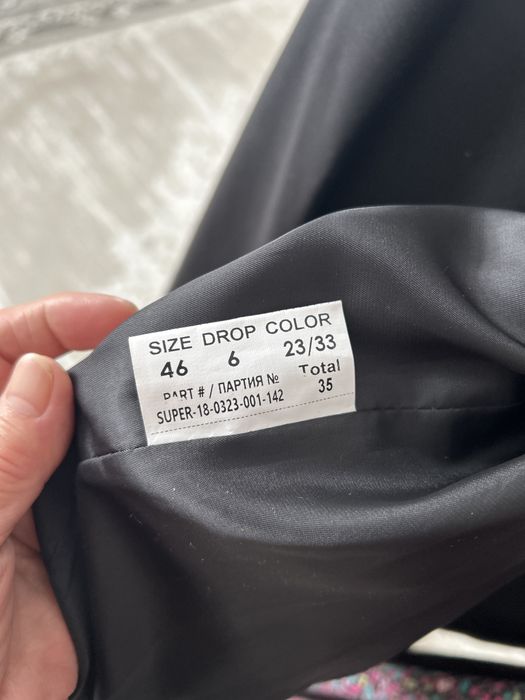 SIZE DROP COLOR
46 6 23/33
PART # / ПАРТИЯ № Total
SUPER-18-0323-001-142 35